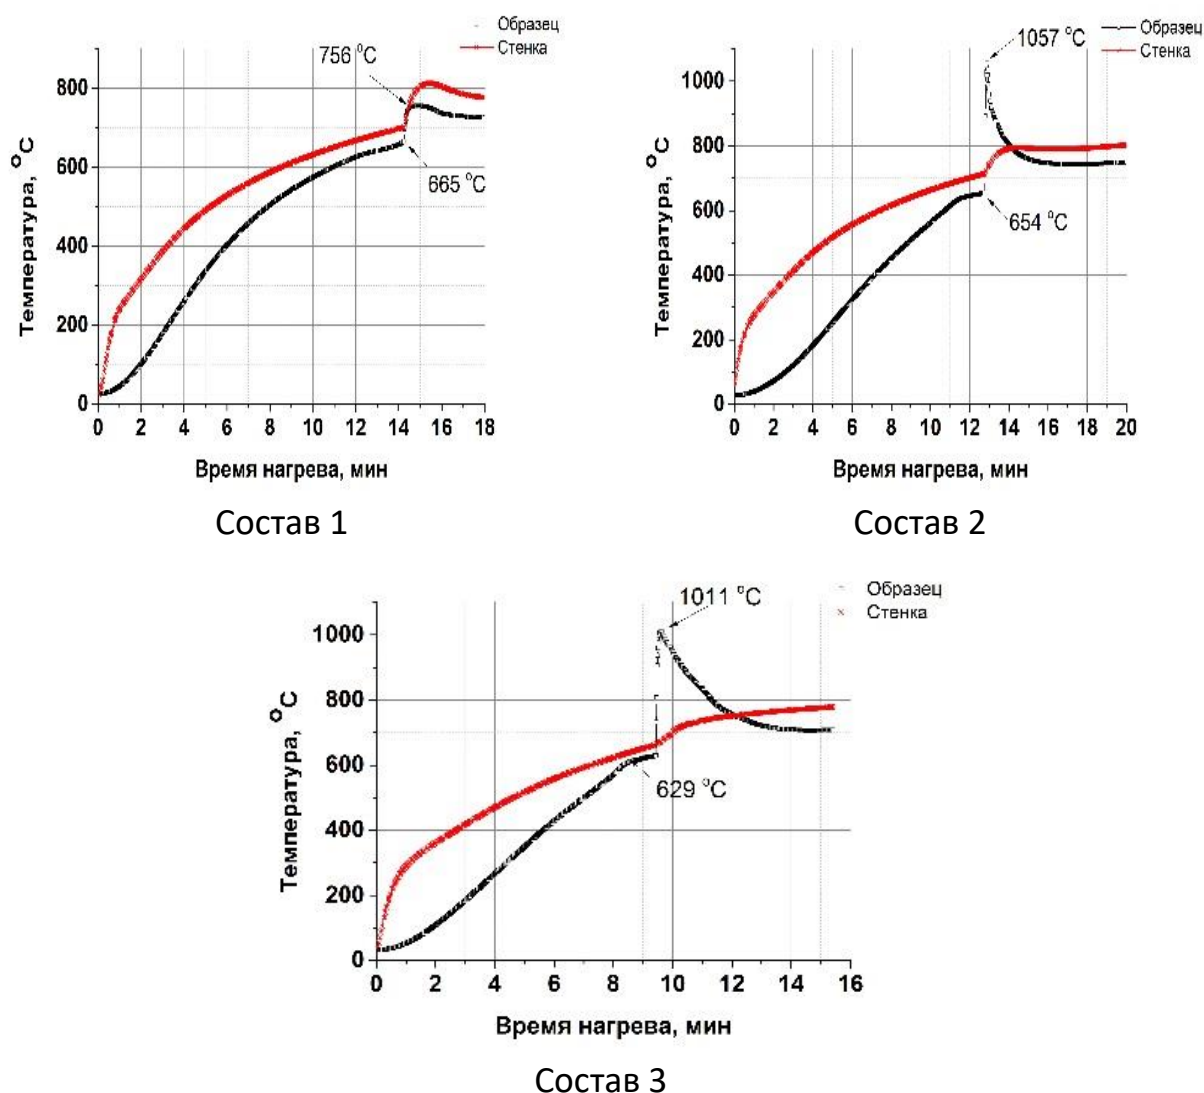 Образец
Стенка
756 °C
665 °C
Температура, °C
800
600
400
200
0
0 2 4 6 8 10 12 14 16 18
Время нагрева, мин
Состав 1
Образец
Стенка
1057 °C
654 °C
Температура, °C
1000
800
600
400
200
0
0 2 4 6 8 10 12 14 16 18 20
Время нагрева, мин
Состав 2
Образец
Стенка
1011 °C
629 °C
Температура, °C
1000
800
600
400
200
0
0 2 4 6 8 10 12 14 16
Время нагрева, мин
Состав 3